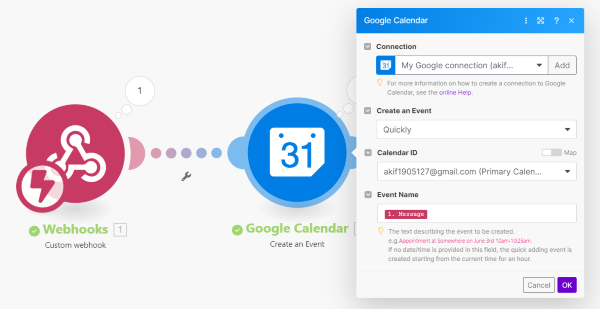 Google Calendar
Connection
31 My Google connection (akif... Add
For more information on how to create a connection to Google
Calendar, see the online Help.
Create an Event
Quickly
Calendar ID Map
akif1905127@gmail.com (Primary Calen...
Event Name
1. Message
The text describing the event to be created.
e.g.Appointment at Somewhere on June 3rd 10am-1025am.
If no date/time is provided in this field, the quick adding event is
created starting from the current time for an hour.
Cancel OK
1
31
Webhooks 1
Custom webhook
Google Calendar
Create an Event